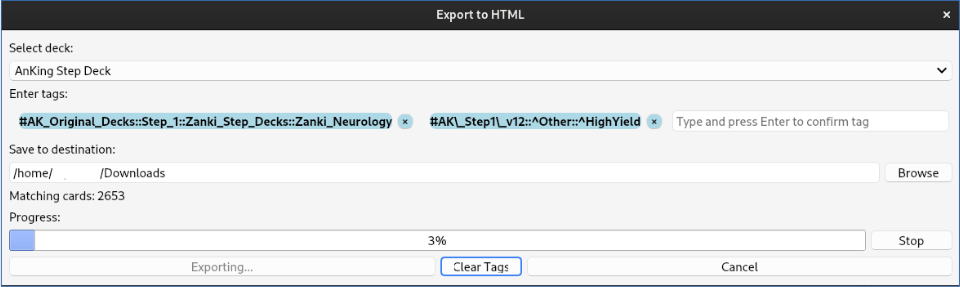 Export to HTML ×
Select deck:
AnKing Step Deck
Enter tags:
#AK_Original_Decks::Step_1::Zanki_Step_Decks::Zanki_Neurology × #AK\_Step1\_v12::^Other::^HighYield × Type and press Enter to confirm tag
Save to destination:
/home/ /Downloads Browse
Matching cards: 2653
Progress:
3% Stop
Exporting... Clear Tags Cancel